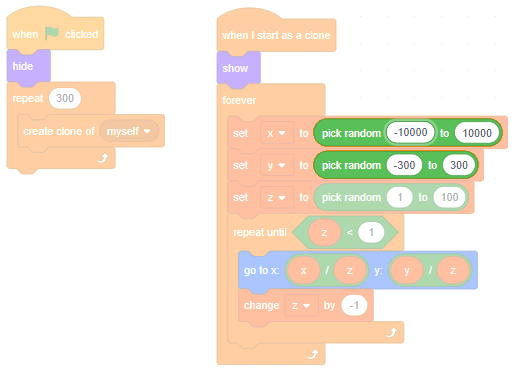 when clicked
hide
repeat 300
create clone of myself
when I start as a clone
show
forever
set x to pick random -10000 to 10000
set y to pick random -300 to 300
set z to pick random 1 to 100
repeat until z < 1
go to x: x / z y: y / z
change z by -1